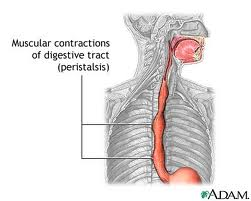 Muscular contractions
of digestive tract
(peristalsis)
ADAM.